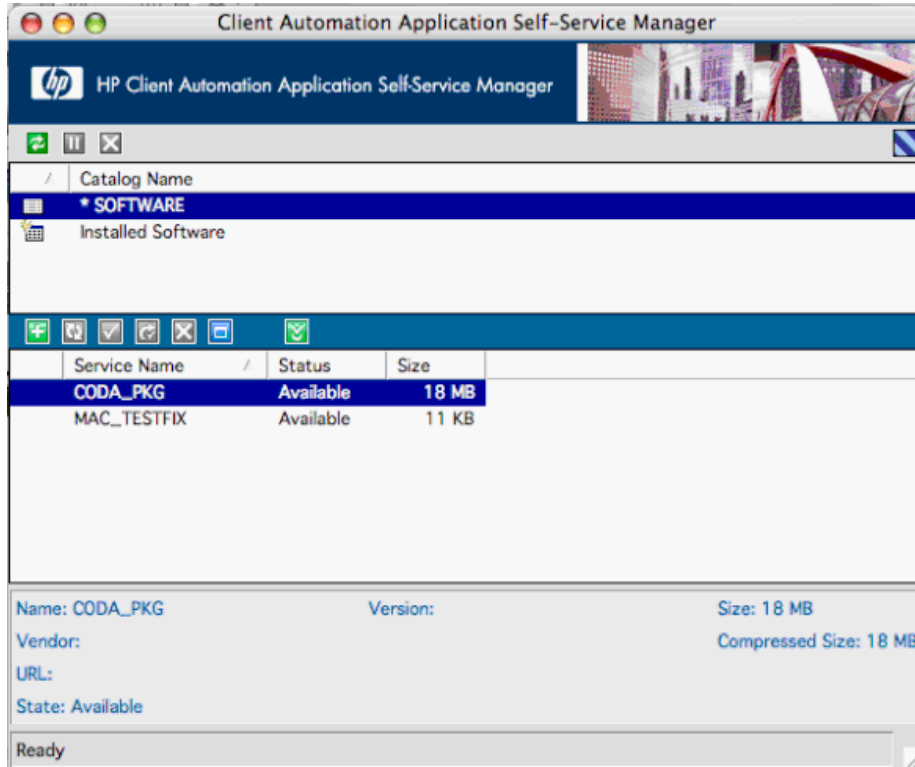 Client Automation Application Self-Service Manager
hp HP Client Automation Application Self-Service Manager
Catalog Name
* SOFTWARE
Installed Software
Service Name Status Size
CODA_PKG Available 18 MB
MAC_TESTFIX Available 11 KB
Name: CODA_PKG Version: Size: 18 MB
Vendor: Compressed Size: 18 MB
URL:
State: Available
Ready